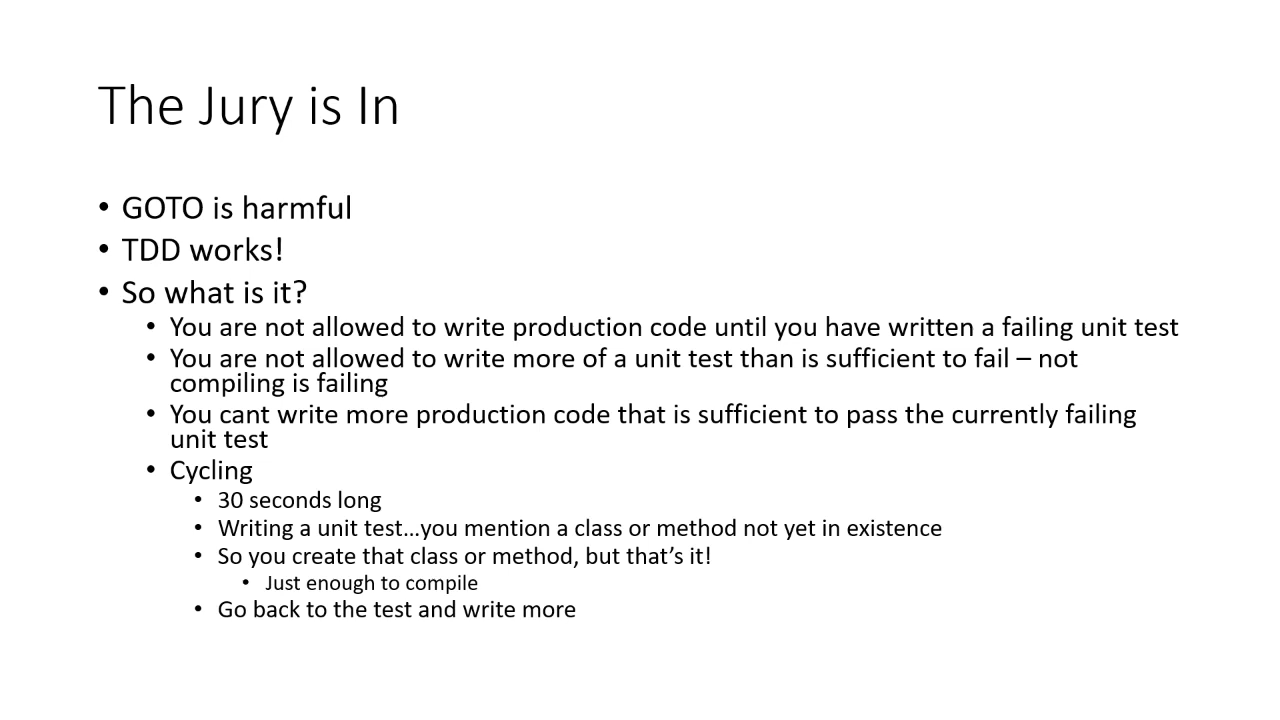 The Jury is In
• GOTO is harmful
• TDD works!
• So what is it?
• You are not allowed to write production code until you have written a failing unit test
• You are not allowed to write more of a unit test than is sufficient to fail – not
compiling is failing
• You cant write more production code that is sufficient to pass the currently failing
unit test
• Cycling
• 30 seconds long
• Writing a unit test…you mention a class or method not yet in existence
• So you create that class or method, but that’s it!
• Just enough to compile
• Go back to the test and write more